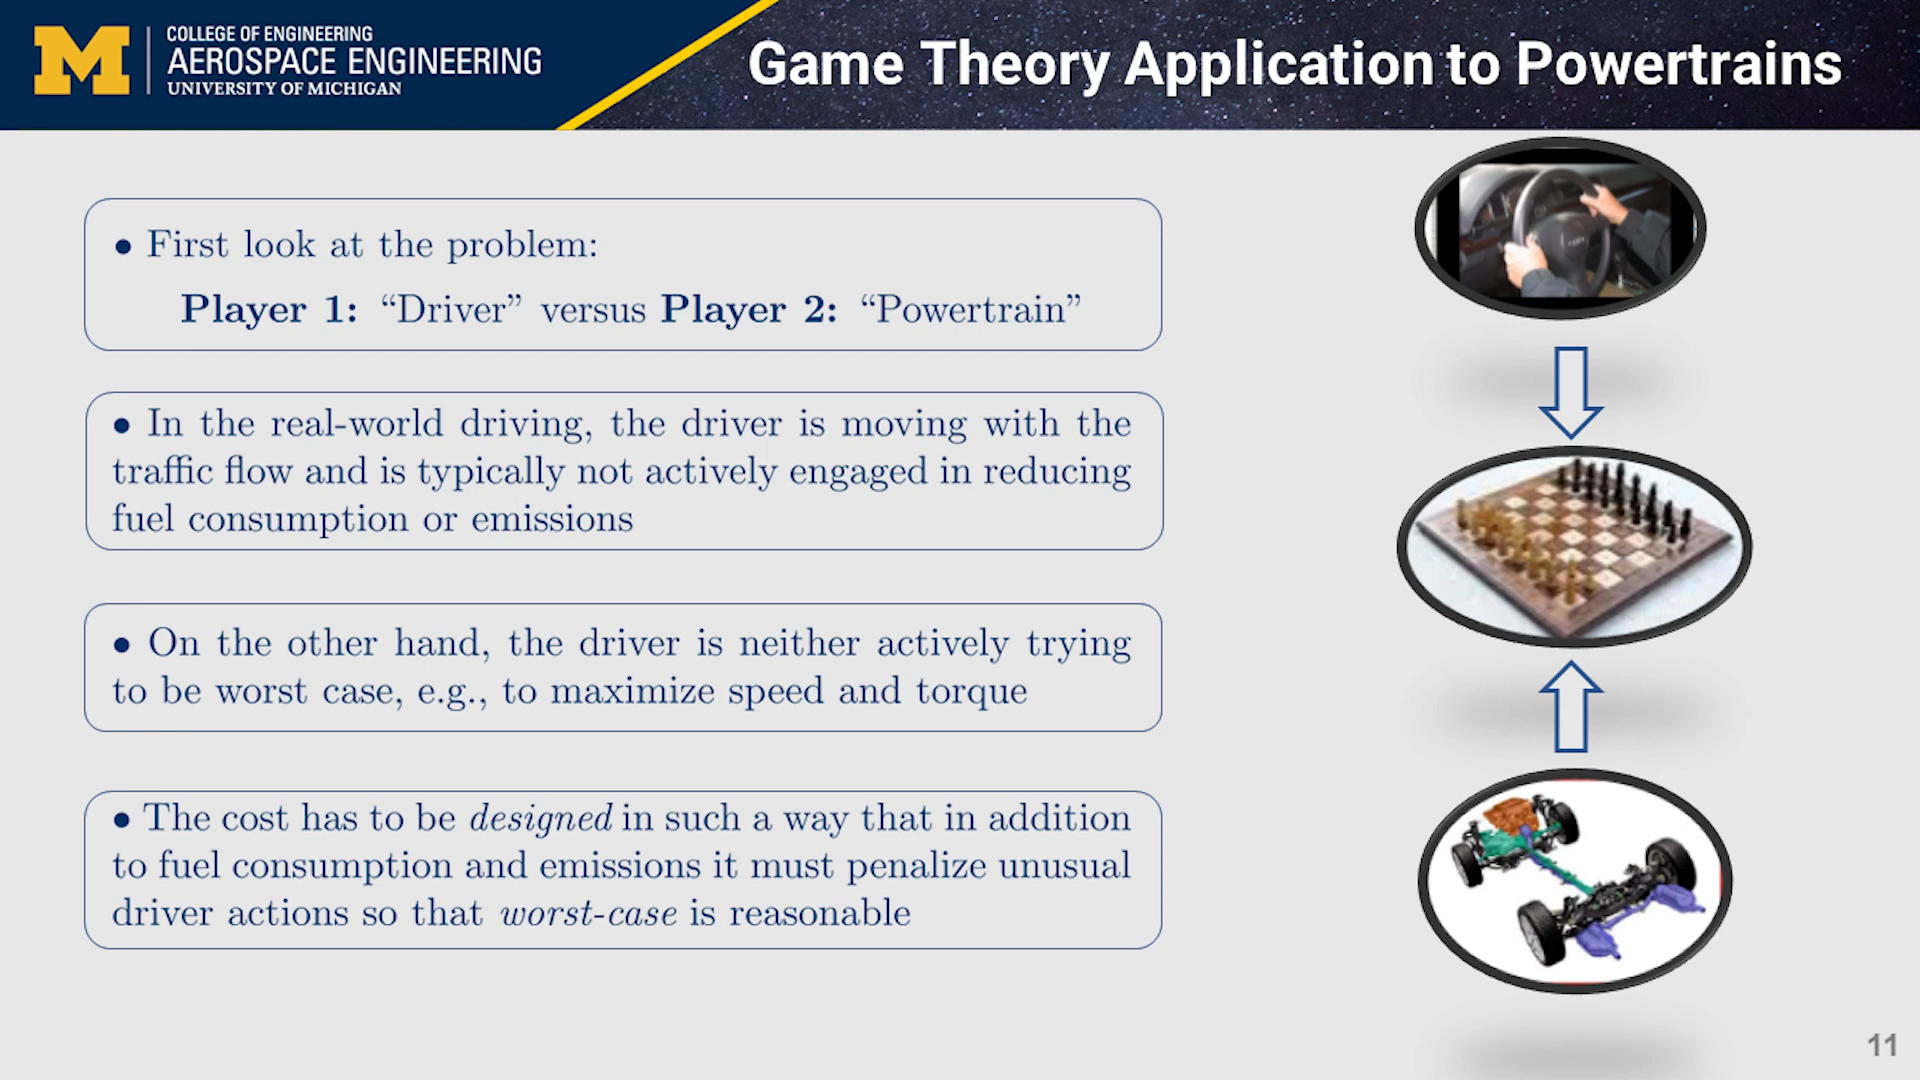 COLLEGE OF ENGINEERING
AEROSPACE ENGINEERING
UNIVERSITY OF MICHIGAN
Game Theory Application to Powertrains
• First look at the problem:
Player 1: “Driver” versus Player 2: “Powertrain”
• In the real-world driving, the driver is moving with the
traffic flow and is typically not actively engaged in reducing
fuel consumption or emissions
• On the other hand, the driver is neither actively trying
to be worst case, e.g., to maximize speed and torque
• The cost has to be designed in such a way that in addition
to fuel consumption and emissions it must penalize unusual
driver actions so that worst-case is reasonable
11